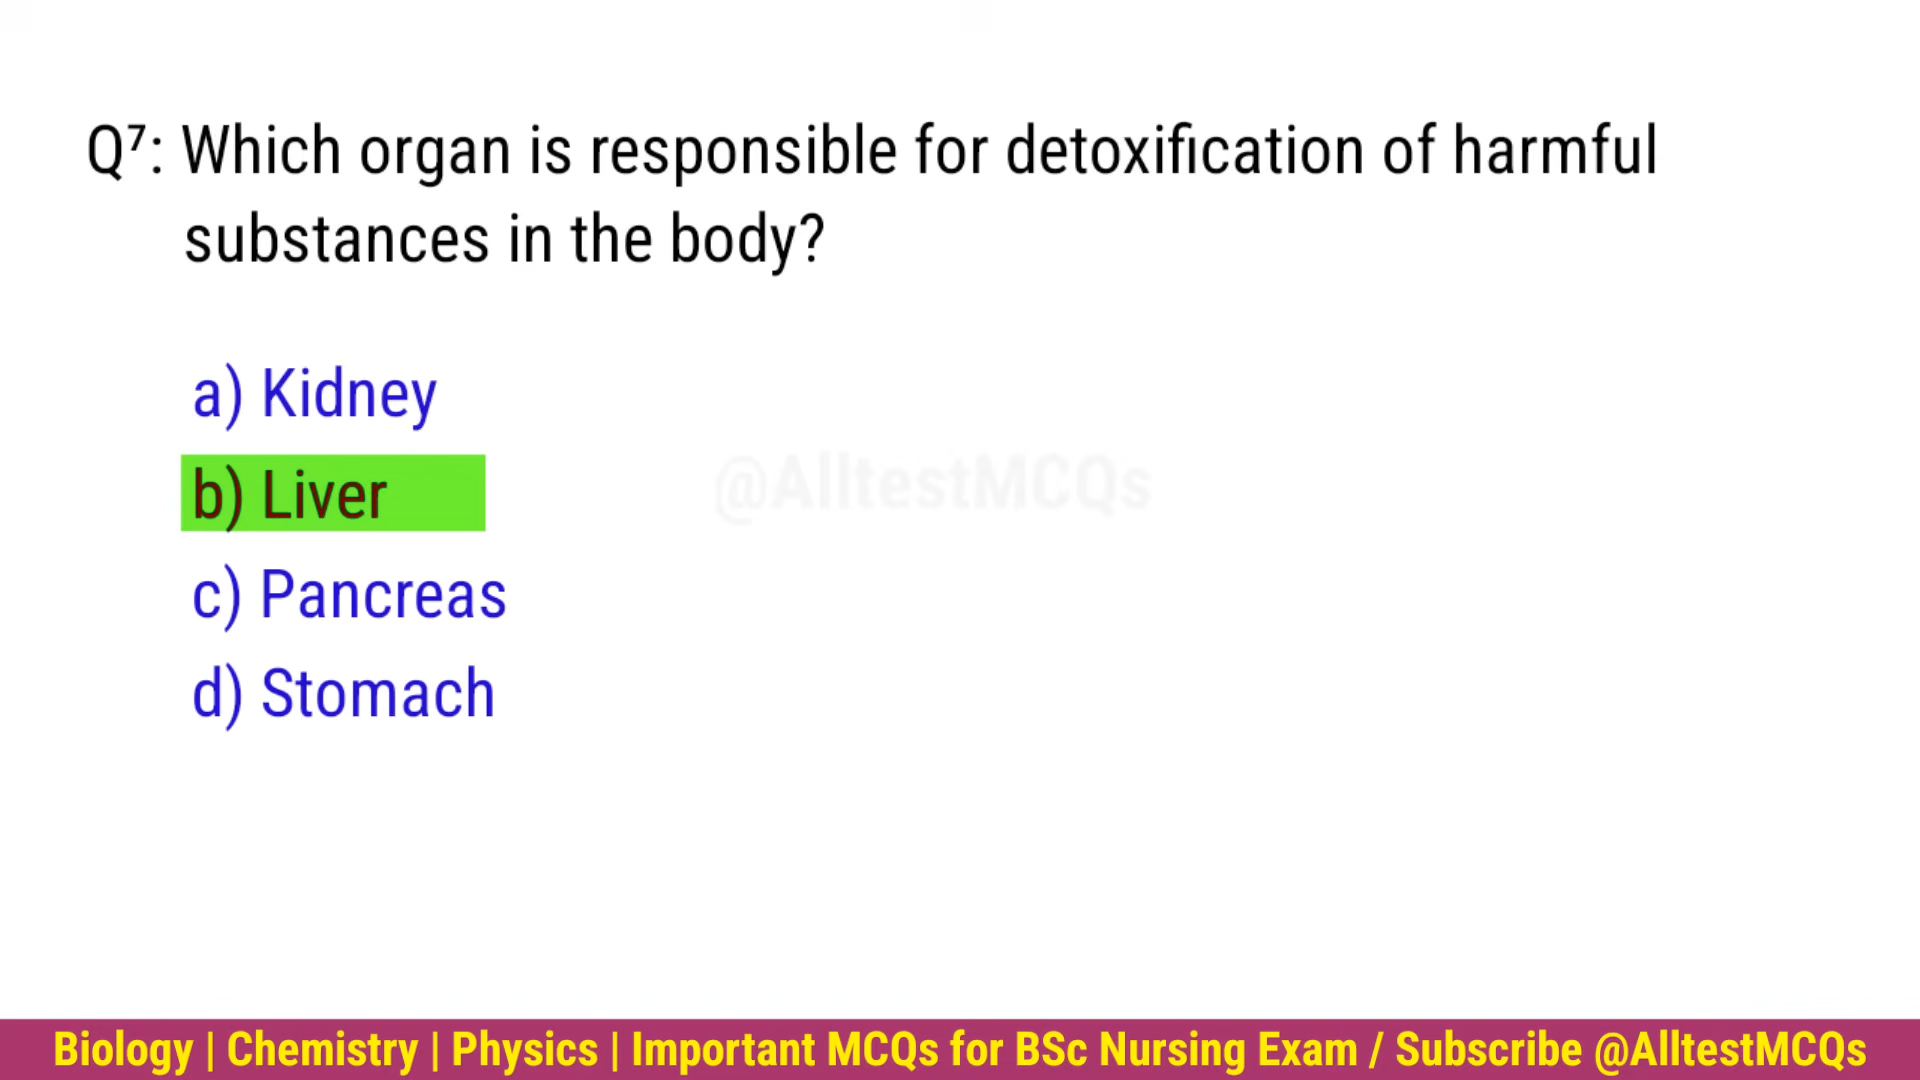 Q⁷: Which organ is responsible for detoxification of harmful
substances in the body?
a) Kidney
b) Liver
@AlltestMCQs
c) Pancreas
d) Stomach
Biology | Chemistry | Physics | Important MCQs for BSc Nursing Exam / Subscribe @AlltestMCQs